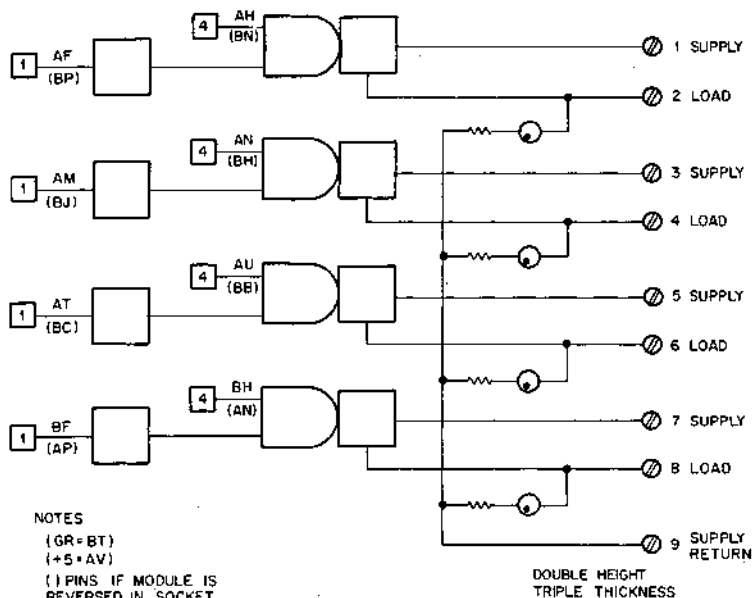 4 AH
(BN)
1 SUPPLY
1 AF
(BP)
2 LOAD
4 AN
(BH)
3 SUPPLY
1 AM
(BJ)
4 LOAD
4 AU
(BB)
5 SUPPLY
1 AT
(BC)
6 LOAD
4 BH
(AN)
7 SUPPLY
1 BF
(AP)
8 LOAD
9 SUPPLY
RETURN
NOTES
(GR=BT)
(+5=AV)
( ) PINS IF MODULE IS
REVERSED IN SOCKET
DOUBLE HEIGHT
TRIPLE THICKNESS